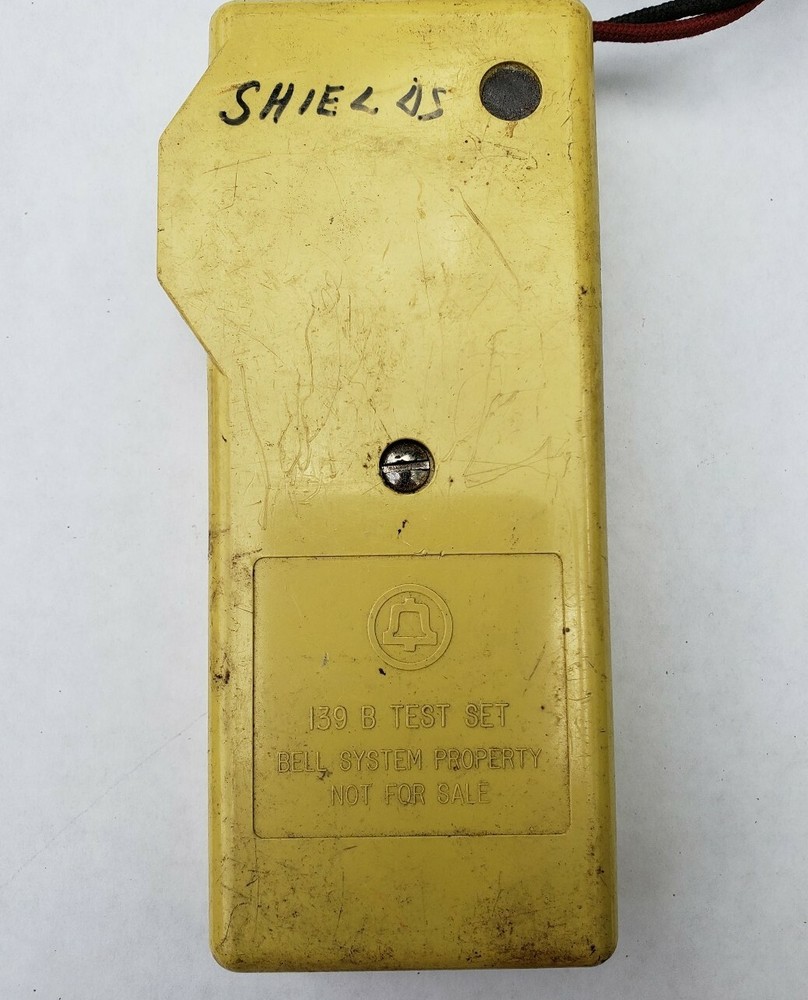 SHIELDS
139 B TEST SET
BELL SYSTEM PROPERTY
NOT FOR SALE